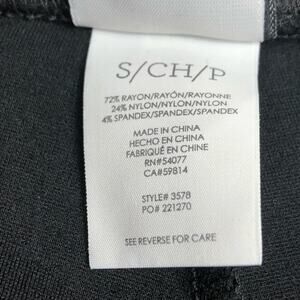 S/CH/P
72% RAYON/RAYÓN/RAYONNE
24% NYLON/NYLON/NYLON
4% SPANDEX/SPANDEX/SPANDEX
MADE IN CHINA
HECHO EN CHINA
FABRIQUÉ EN CHINE
RN#54077
CA#59814
STYLE# 3578
PO# 221270
SEE REVERSE FOR CARE